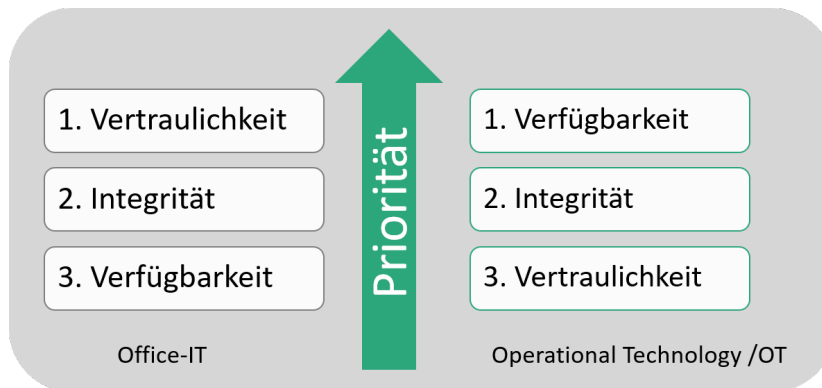 1. Vertraulichkeit
2. Integrität
3. Verfügbarkeit
Office-IT
Priorität
1. Verfügbarkeit
2. Integrität
3. Vertraulichkeit
Operational Technology /OT